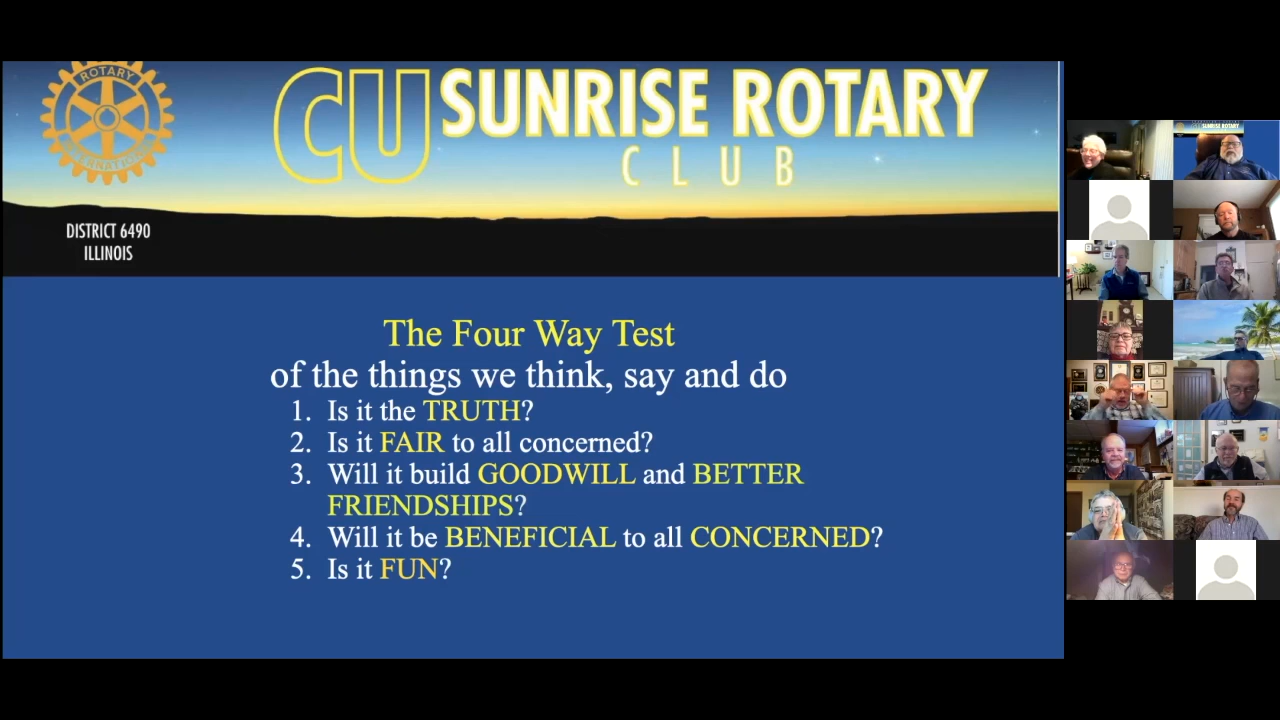 ROTARY
INTERNATIONAL
CU SUNRISE ROTARY
CLUB
DISTRICT 6490
ILLINOIS
The Four Way Test
of the things we think, say and do
1. Is it the TRUTH?
2. Is it FAIR to all concerned?
3. Will it build GOODWILL and BETTER
FRIENDSHIPS?
4. Will it be BENEFICIAL to all CONCERNED?
5. Is it FUN?
SUNRISE ROTARY